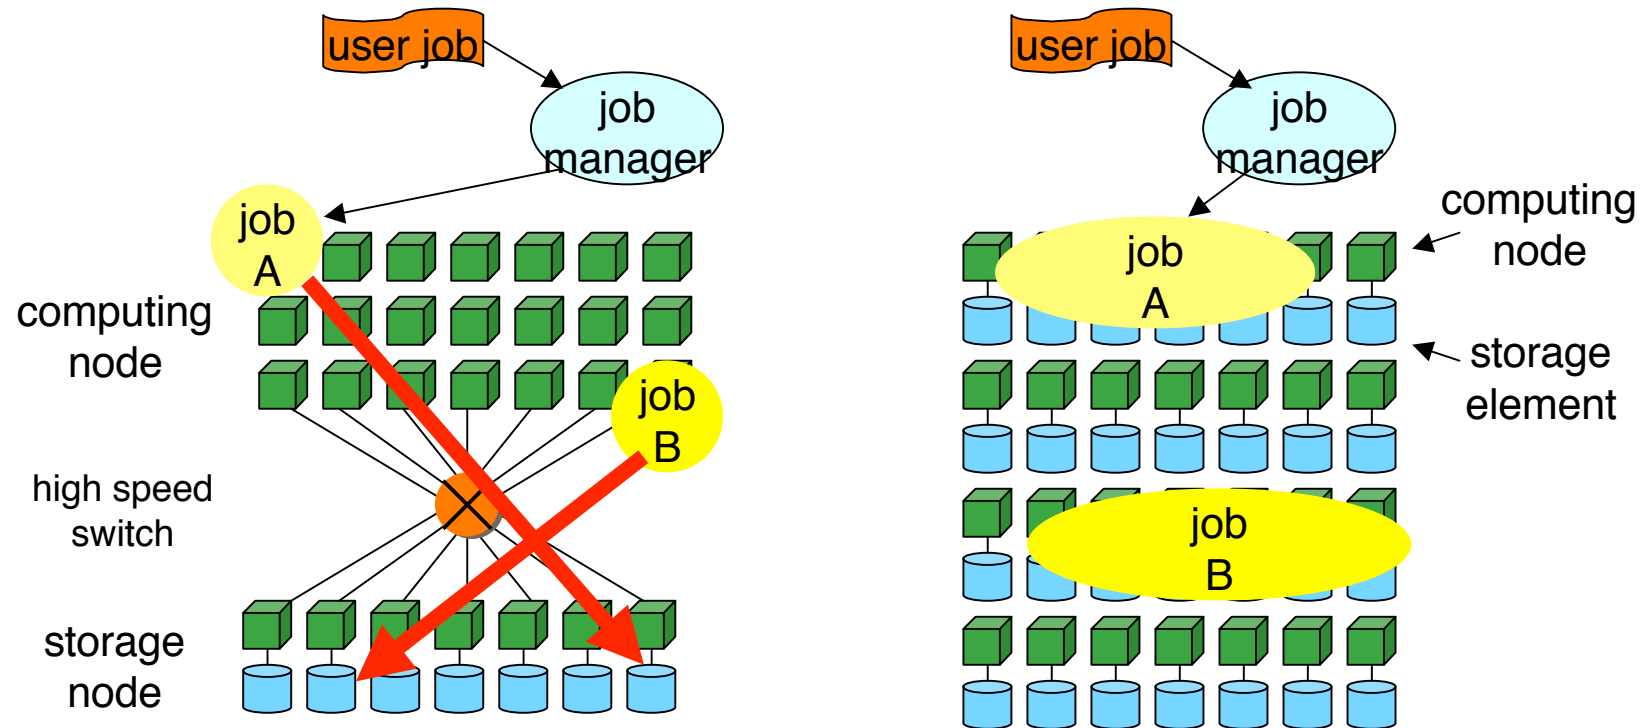 user job
job
manager
job
A
computing
node
job
B
high speed
switch
storage
node
user job
job
manager
computing
node
job
A
storage
element
job
B